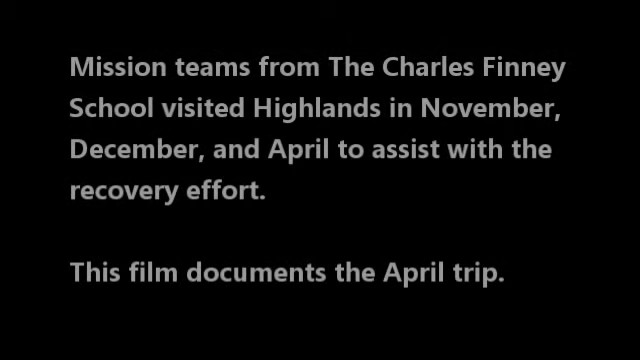 Mission teams from The Charles Finney
School visited Highlands in November,
December, and April to assist with the
recovery effort.
This film documents the April trip.